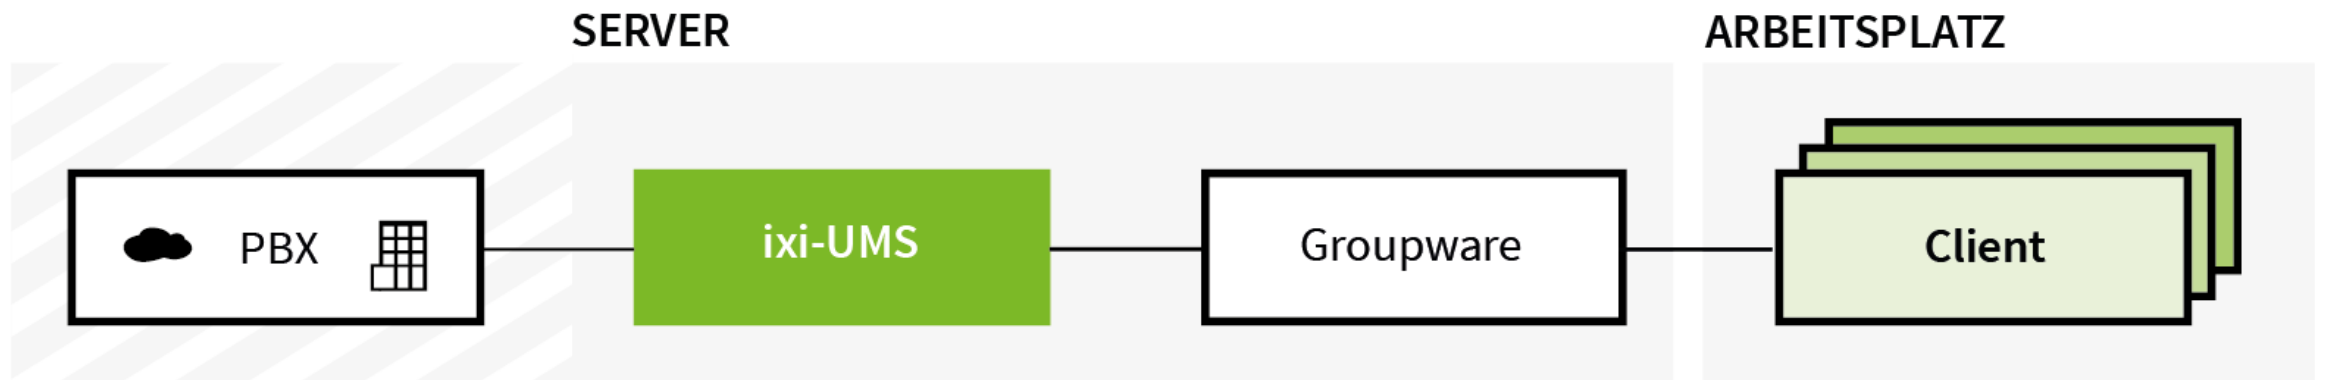 SERVER
ARBEITSPLATZ
PBX
ixi-UMS
Groupware
Client